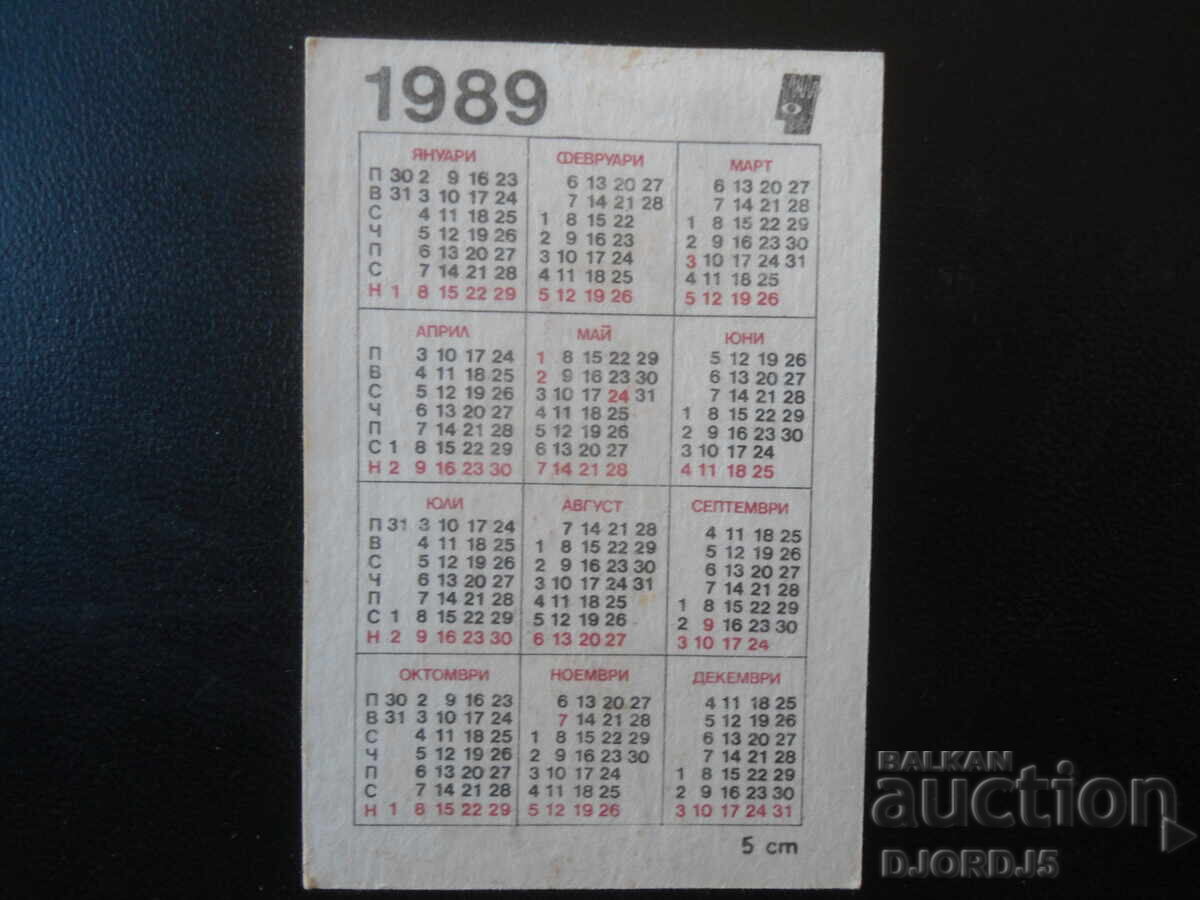 1989
ЯНУАРИ
П 30 2 9 16 23
В 31 3 10 17 24
С 4 11 18 25
Ч 5 12 19 26
П 6 13 20 27
С 7 14 21 28
Н 1 8 15 22 29
ФЕВРУАРИ
6 13 20 27
7 14 21 28
1 8 15 22
2 9 16 23
3 10 17 24
4 11 18 25
5 12 19 26
МАРТ
6 13 20 27
7 14 21 28
1 8 15 22 29
2 9 16 23 30
3 10 17 24 31
4 11 18 25
5 12 19 26
АПРИЛ
П 3 10 17 24
В 4 11 18 25
С 5 12 19 26
Ч 6 13 20 27
П 7 14 21 28
С 1 8 15 22 29
Н 2 9 16 23 30
МАЙ
1 8 15 22 29
2 9 16 23 30
3 10 17 24 31
4 11 18 25
5 12 19 26
6 13 20 27
7 14 21 28
ЮНИ
5 12 19 26
6 13 20 27
7 14 21 28
1 8 15 22 29
2 9 16 23 30
3 10 17 24
4 11 18 25
ЮЛИ
П 31 3 10 17 24
В 4 11 18 25
С 5 12 19 26
Ч 6 13 20 27
П 7 14 21 28
С 1 8 15 22 29
Н 2 9 16 23 30
АВГУСТ
7 14 21 28
1 8 15 22 29
2 9 16 23 30
3 10 17 24 31
4 11 18 25
5 12 19 26
6 13 20 27
СЕПТЕМВРИ
4 11 18 25
5 12 19 26
6 13 20 27
7 14 21 28
1 8 15 22 29
2 9 16 23 30
3 10 17 24
ОКТОМВРИ
П 30 2 9 16 23
В 31 3 10 17 24
С 4 11 18 25
Ч 5 12 19 26
П 6 13 20 27
С 7 14 21 28
Н 1 8 15 22 29
НОЕМВРИ
6 13 20 27
7 14 21 28
1 8 15 22 29
2 9 16 23 30
3 10 17 24
4 11 18 25
5 12 19 26
ДЕКЕМВРИ
4 11 18 25
5 12 19 26
6 13 20 27
7 14 21 28
1 8 15 22 29
2 9 16 23 30
3 10 17 24 31
5 cm
BALKAN
auction
DJORDJ5